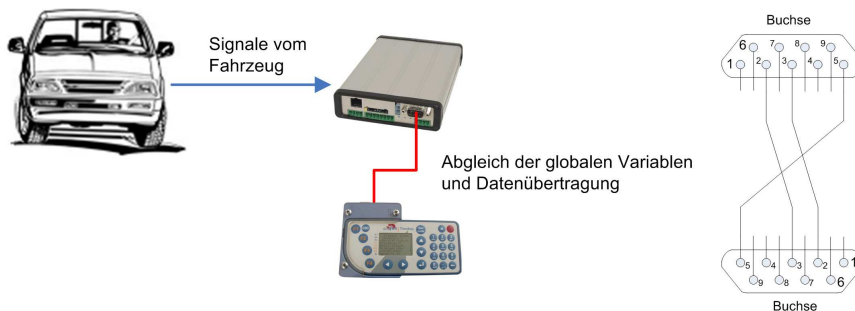 Signale vom
Fahrzeug
Abgleich der globalen Variablen
und Datenübertragung
Buchse
6 7 8 9
1 2 3 4 5
5 4 3 2 1
9 8 7 6
Buchse